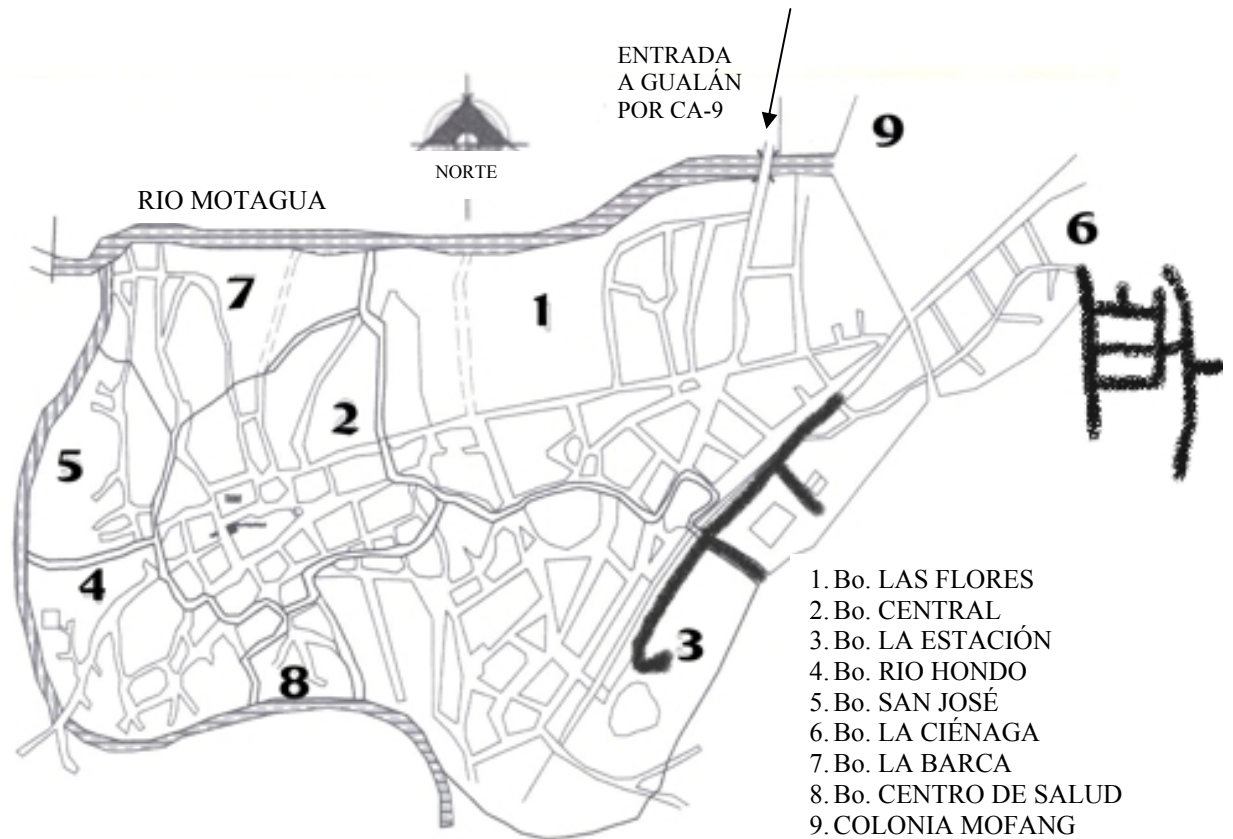 ENTRADA
A GUALÁN
POR CA-9
9
NORTE
RIO MOTAGUA
6
7
1
2
5
4
3
8
1. Bo. LAS FLORES
2. Bo. CENTRAL
3. Bo. LA ESTACIÓN
4. Bo. RIO HONDO
5. Bo. SAN JOSÉ
6. Bo. LA CIÉNAGA
7. Bo. LA BARCA
8. Bo. CENTRO DE SALUD
9. COLONIA MOFANG